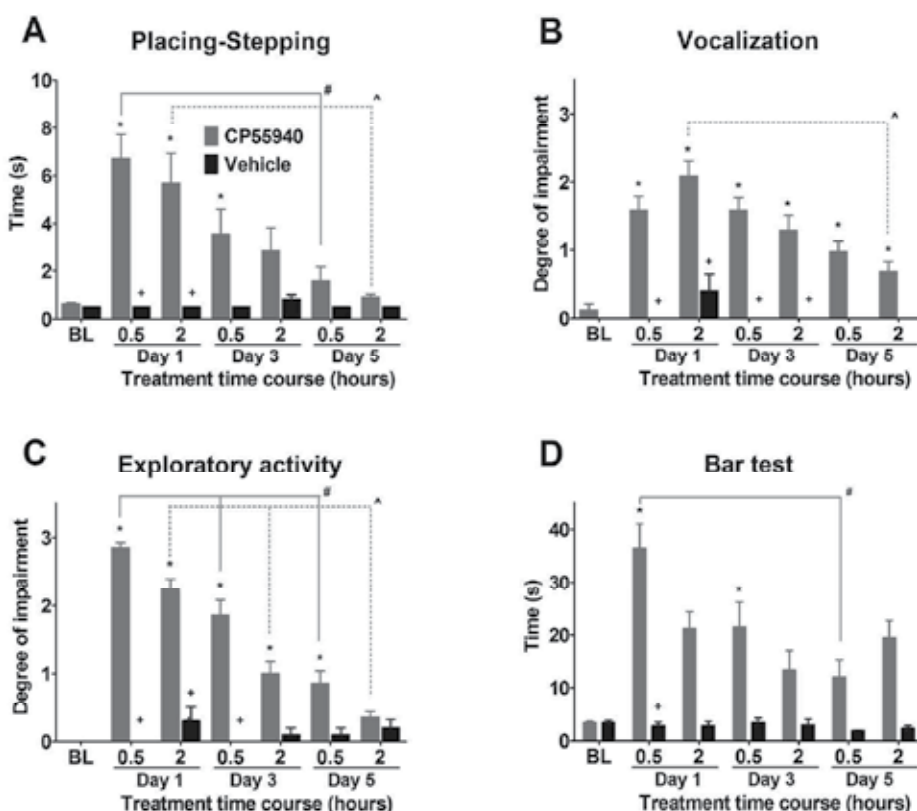 A
Placing-Stepping
10
8
6
4
2
0
Time (s)
#
^
CP55940
Vehicle
* * *
+ +
BL 0.5 2 0.5 2 0.5 2
Day 1 Day 3 Day 5
Treatment time course (hours)
B
Vocalization
3
2
1
0
Degree of impairment
^
* * * * * *
+ + + +
BL 0.5 2 0.5 2 0.5 2
Day 1 Day 3 Day 5
Treatment time course (hours)
C
Exploratory activity
3
2
1
0
Degree of impairment
#
^
* * * * *
+ + +
BL 0.5 2 0.5 2 0.5 2
Day 1 Day 3 Day 5
Treatment time course (hours)
D
Bar test
40
30
20
10
0
Time (s)
#
* *
+
BL 0.5 2 0.5 2 0.5 2
Day 1 Day 3 Day 5
Treatment time course (hours)